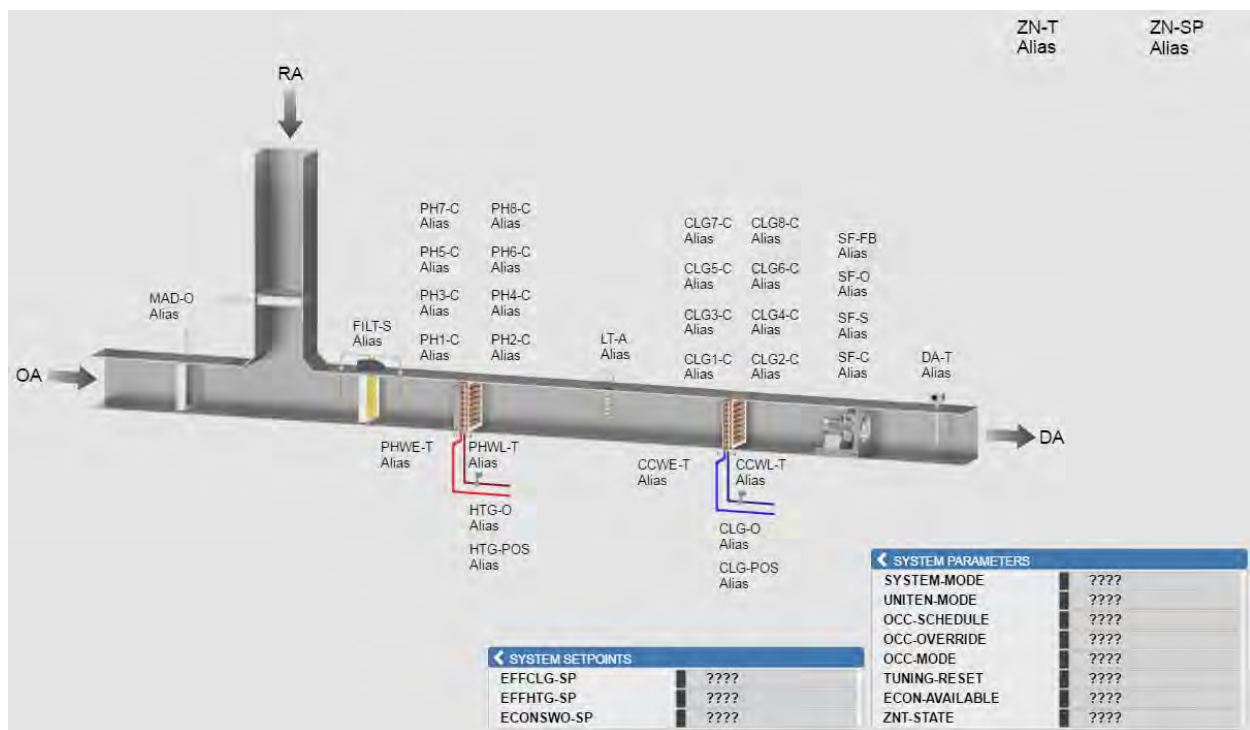 ZN-T ZN-SP
Alias Alias
RA
PH7-C PH8-C
Alias Alias
CLG7-C CLG8-C
Alias Alias
SF-FB
Alias
PH5-C PH6-C
Alias Alias
CLG5-C CLG6-C
Alias Alias
SF-O
Alias
MAD-O
Alias
PH3-C PH4-C
Alias Alias
CLG3-C CLG4-C
Alias Alias
SF-S
Alias
FILT-S
Alias
PH1-C PH2-C
Alias Alias
LT-A
Alias
CLG1-C CLG2-C
Alias Alias
SF-C
Alias
DA-T
Alias
OA
DA
PHWE-T PHWL-T
Alias Alias
CCWE-T CCWL-T
Alias Alias
HTG-O
Alias
CLG-O
Alias
HTG-POS
Alias
CLG-POS
Alias
SYSTEM PARAMETERS
SYSTEM-MODE ????
UNITEN-MODE ????
OCC-SCHEDULE ????
OCC-OVERRIDE ????
OCC-MODE ????
TUNING-RESET ????
ECON-AVAILABLE ????
ZNT-STATE ????
SYSTEM SETPOINTS
EFFCLG-SP ????
EFFHTG-SP ????
ECONSWO-SP ????